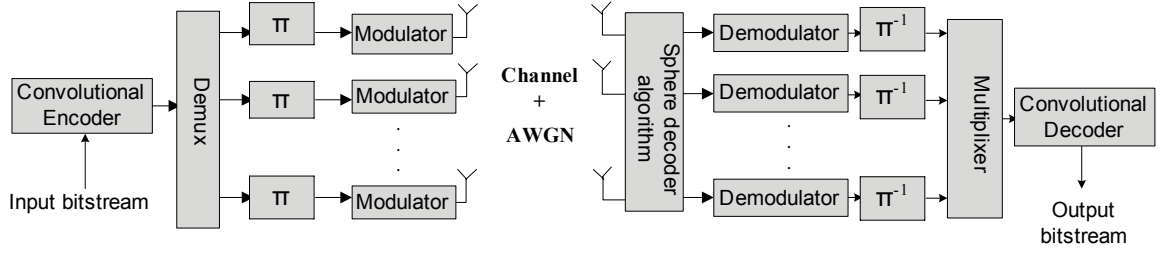 Convolutional
Encoder
Input bitstream
Demux
π
Modulator
π
Modulator
π
Modulator
Channel
+
AWGN
Sphere decoder
algorithm
Demodulator
π-1
Demodulator
π-1
Demodulator
π-1
Multiplixer
Convolutional
Decoder
Output
bitstream